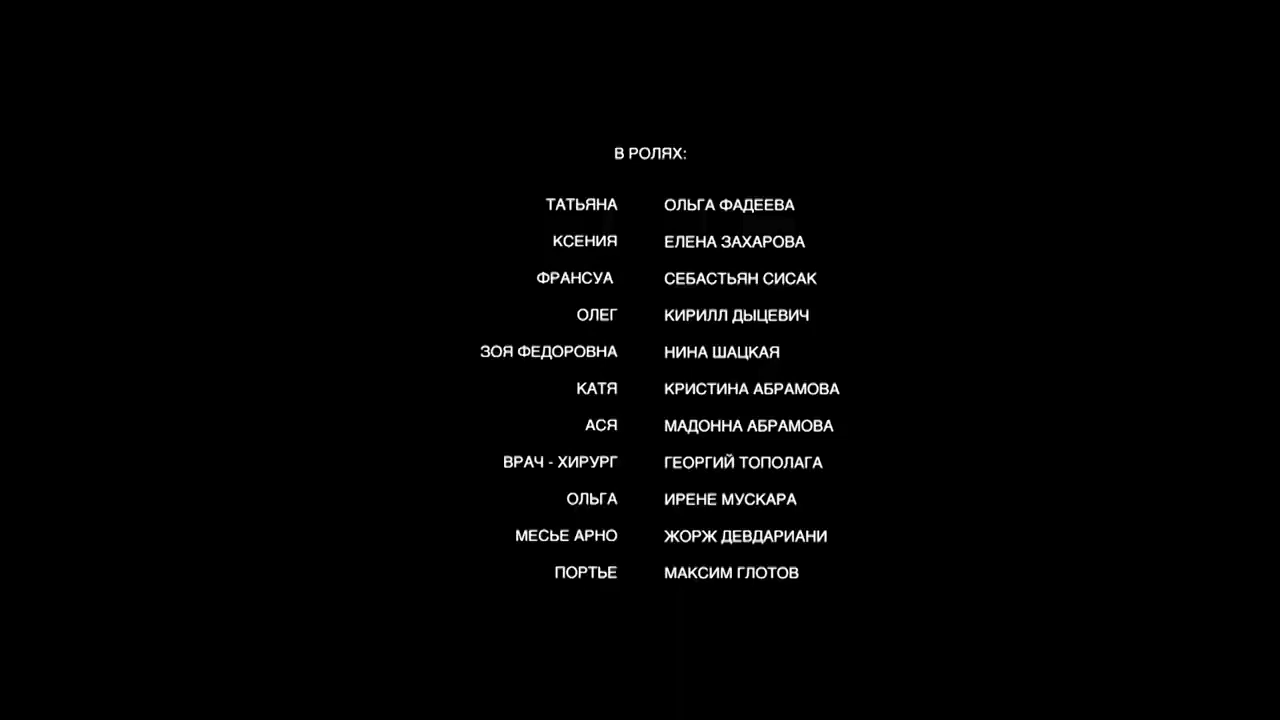 В РОЛЯХ:
ТАТЬЯНА ОЛЬГА ФАДЕЕВА
КСЕНИЯ ЕЛЕНА ЗАХАРОВА
ФРАНСУА СЕБАСТЬЯН СИСАК
ОЛЕГ КИРИЛЛ ДЫЦЕВИЧ
ЗОЯ ФЕДОРОВНА НИНА ШАЦКАЯ
КАТЯ КРИСТИНА АБРАМОВА
АСЯ МАДОННА АБРАМОВА
ВРАЧ - ХИРУРГ ГЕОРГИЙ ТОПОЛАГА
ОЛЬГА ИРЕНЕ МУСКАРА
МЕСЬЕ АРНО ЖОРЖ ДЕВДАРИАНИ
ПОРТЬЕ МАКСИМ ГЛОТОВ